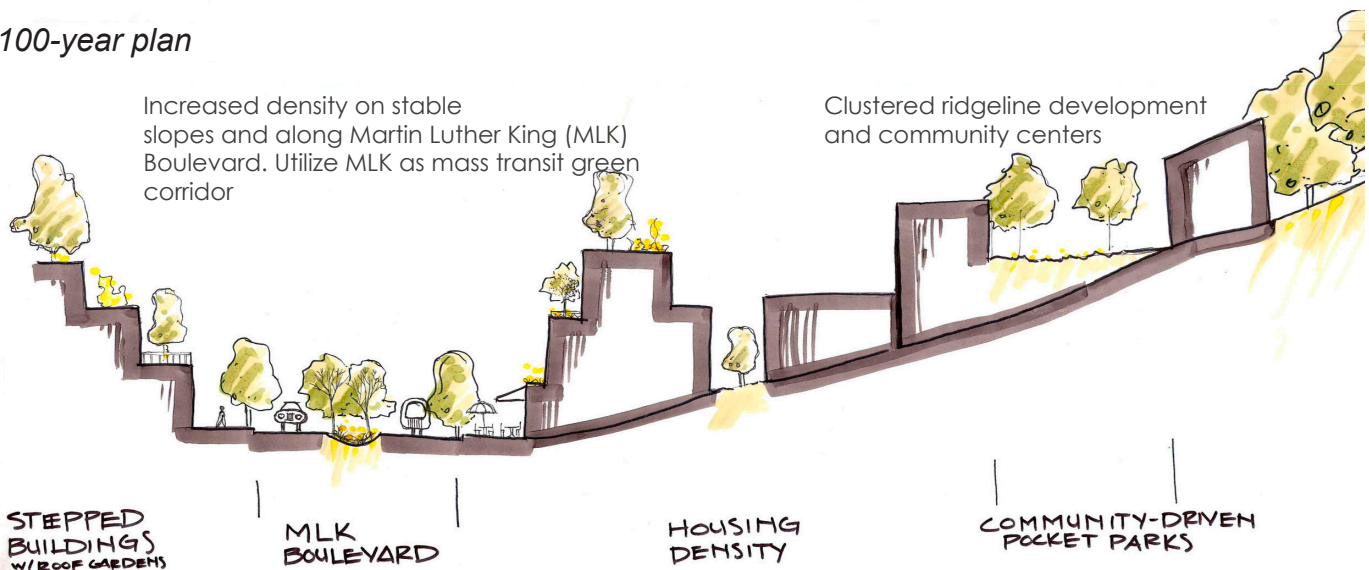 100-year plan
Increased density on stable
slopes and along Martin Luther King (MLK)
Boulevard. Utilize MLK as mass transit green
corridor
Clustered ridgeline development
and community centers
STEPPED
BUILDINGS
W/ ROOF GARDENS
MLK
BOULEVARD
HOUSING
DENSITY
COMMUNITY-DRIVEN
POCKET PARKS